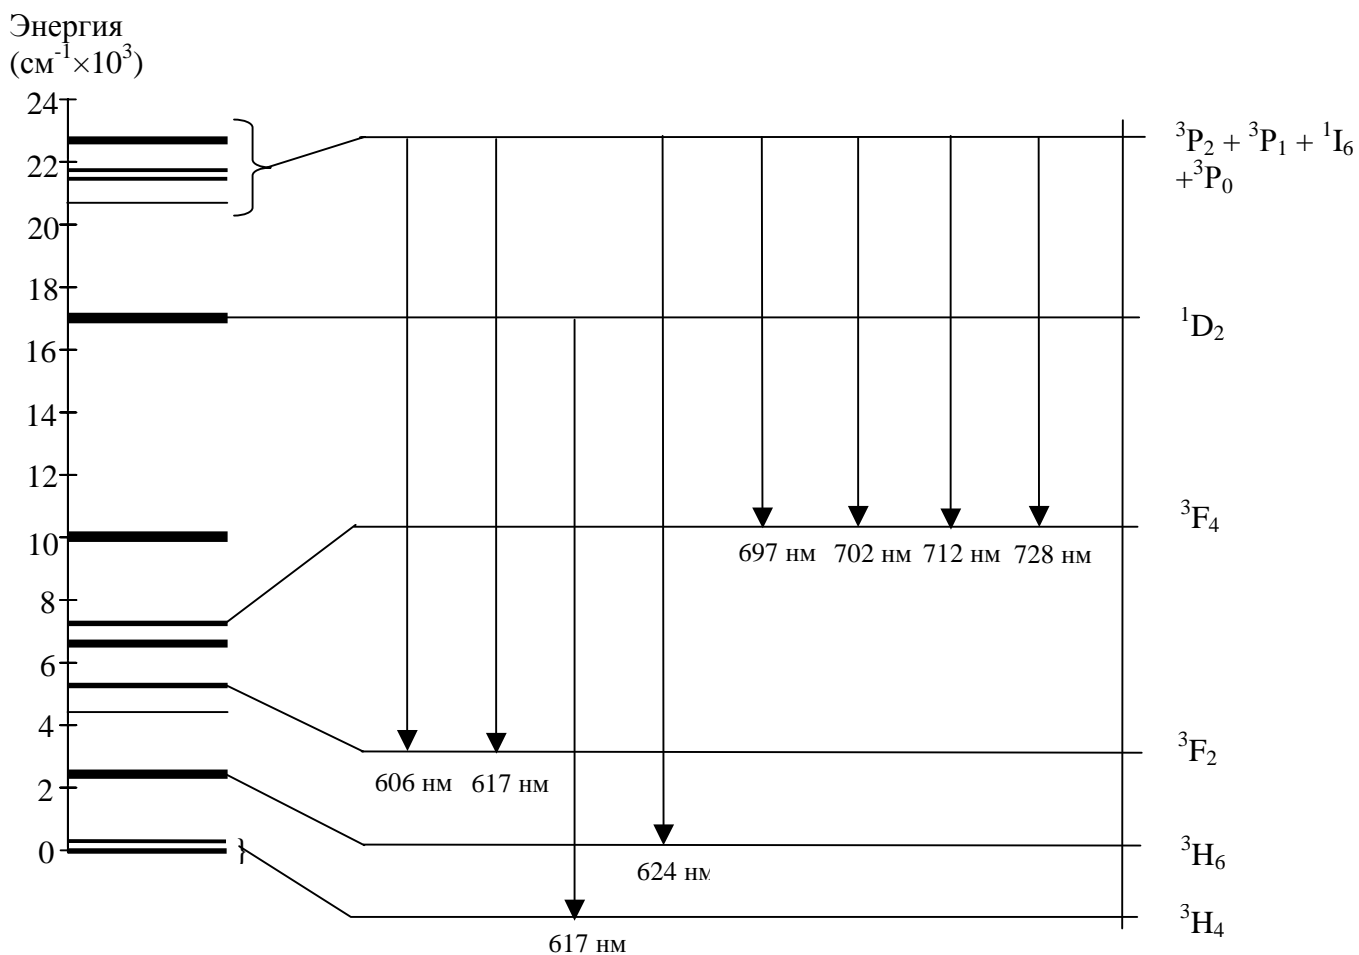 Энергия
(см⁻¹×10³)
24
22
20
18
16
14
12
10
8
6
4
2
0
³P₂ + ³P₁ + ¹I₆
+³P₀
¹D₂
³F₄
697 нм 702 нм 712 нм 728 нм
³F₂
606 нм 617 нм
³H₆
624 нм
³H₄
617 нм